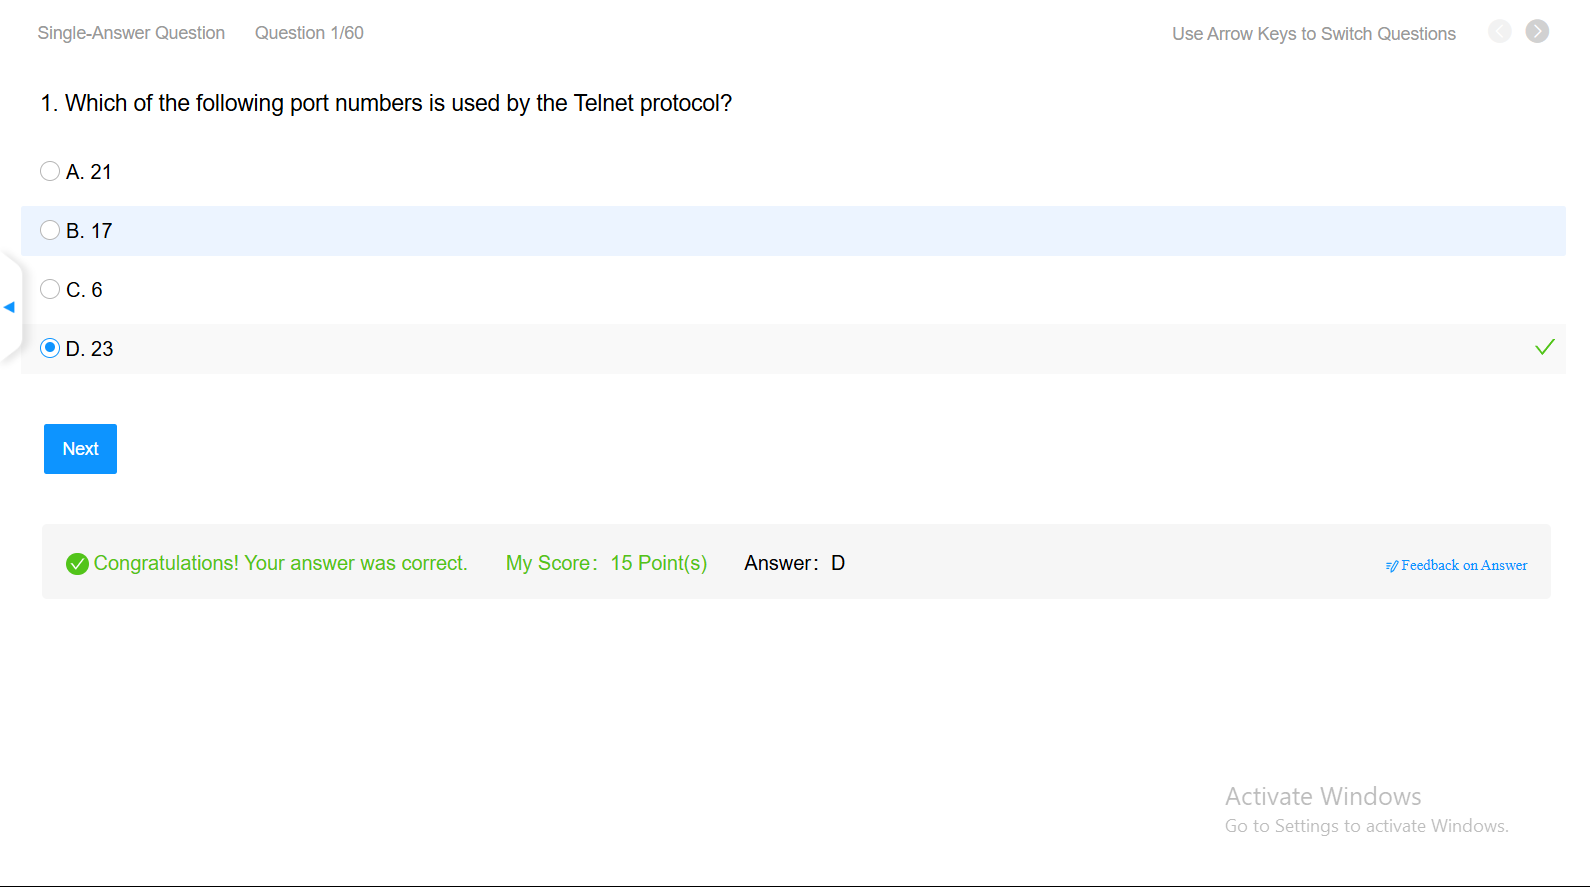 Single-Answer Question Question 1/60 Use Arrow Keys to Switch Questions
1. Which of the following port numbers is used by the Telnet protocol?
A. 21
B. 17
C. 6
D. 23
Next
Congratulations! Your answer was correct. My Score: 15 Point(s) Answer: D Feedback on Answer
Activate Windows
Go to Settings to activate Windows.